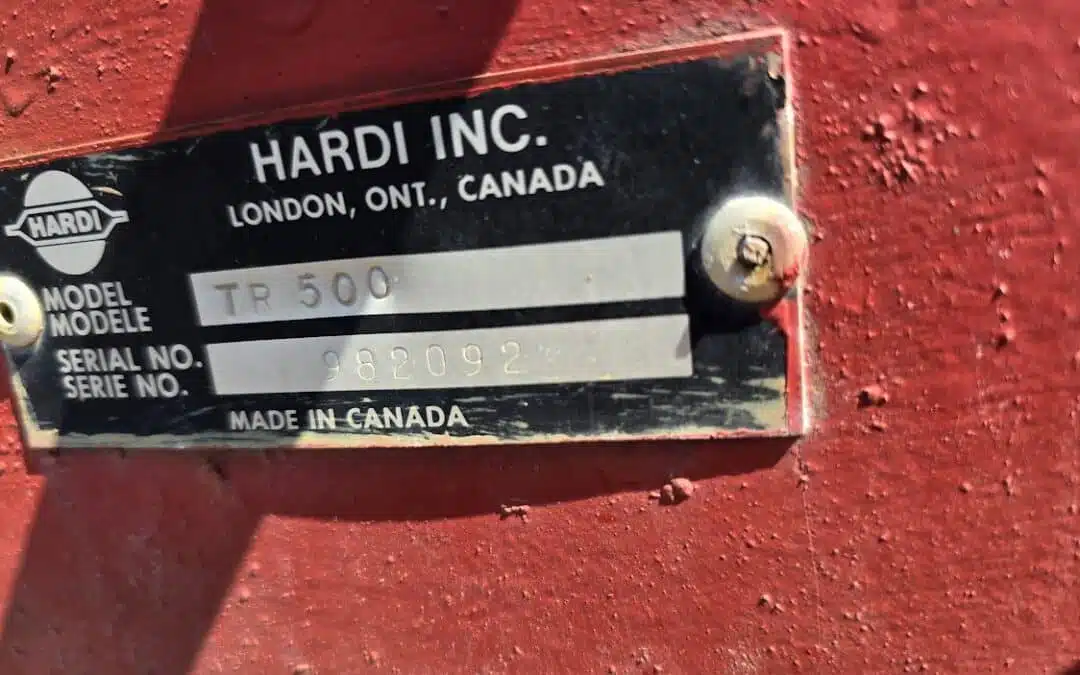 HARDI INC.
LONDON, ONT., CANADA
HARDI
MODEL
MODELE
TR 500
SERIAL NO.
SERIE NO.
982092
MADE IN CANADA